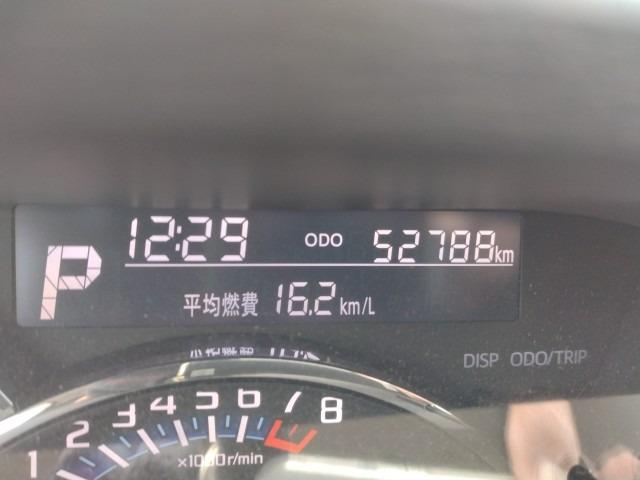 12:29 ODO 52788km
P
平均燃費 16.2km/L
DISP ODO/TRIP
1 2 3 4 5 6 7 8
×1000r/min